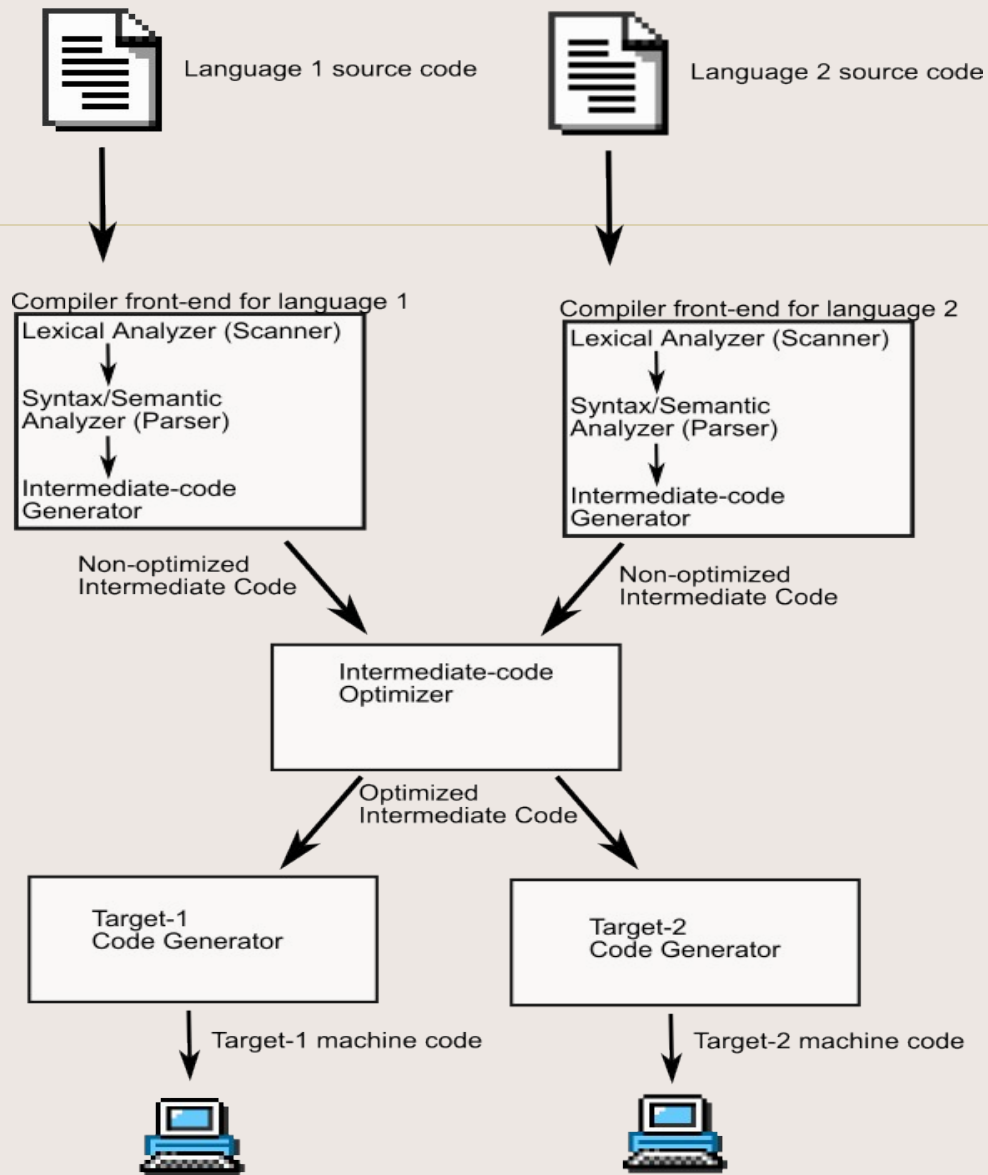 Language 1 source code
Language 2 source code
Compiler front-end for language 1
Lexical Analyzer (Scanner)
Syntax/Semantic
Analyzer (Parser)
Intermediate-code
Generator
Compiler front-end for language 2
Lexical Analyzer (Scanner)
Syntax/Semantic
Analyzer (Parser)
Intermediate-code
Generator
Non-optimized
Intermediate Code
Non-optimized
Intermediate Code
Intermediate-code
Optimizer
Optimized
Intermediate Code
Target-1
Code Generator
Target-2
Code Generator
Target-1 machine code
Target-2 machine code